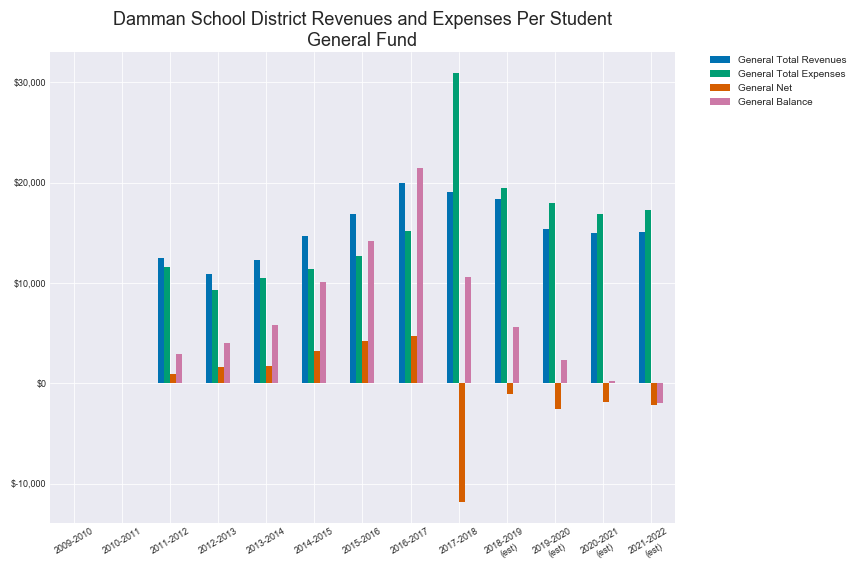 Damman School District Revenues and Expenses Per Student
General Fund
General Total Revenues
General Total Expenses
General Net
General Balance
$30,000
$20,000
$10,000
$0
$-10,000
2009-2010
2010-2011
2011-2012
2012-2013
2013-2014
2014-2015
2015-2016
2016-2017
2017-2018
2018-2019
(est)
2019-2020
(est)
2020-2021
(est)
2021-2022
(est)